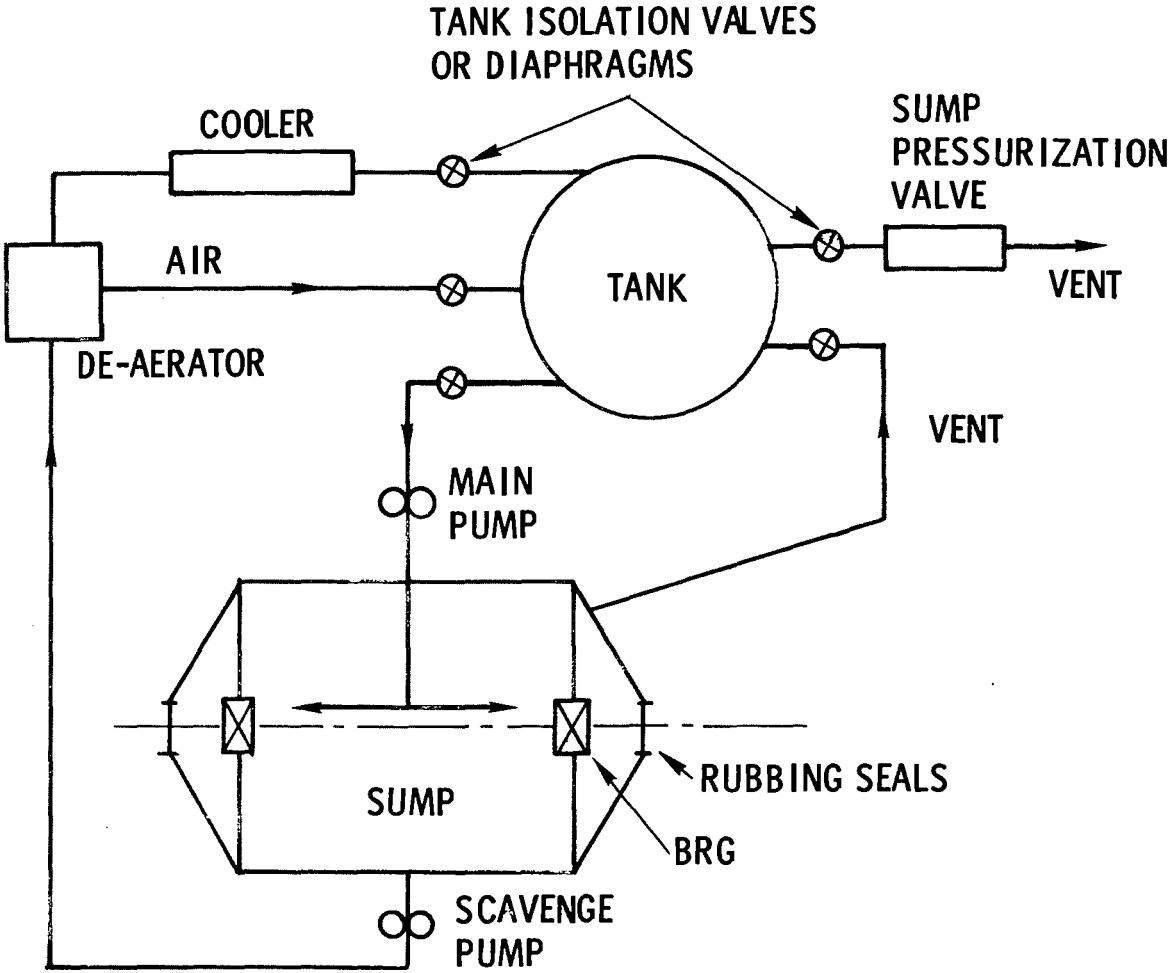 TANK ISOLATION VALVES
OR DIAPHRAGMS
COOLER
SUMP
PRESSURIZATION
VALVE
AIR
TANK
VENT
DE-AERATOR
VENT
MAIN
PUMP
RUBBING SEALS
SUMP
BRG
SCAVENGE
PUMP